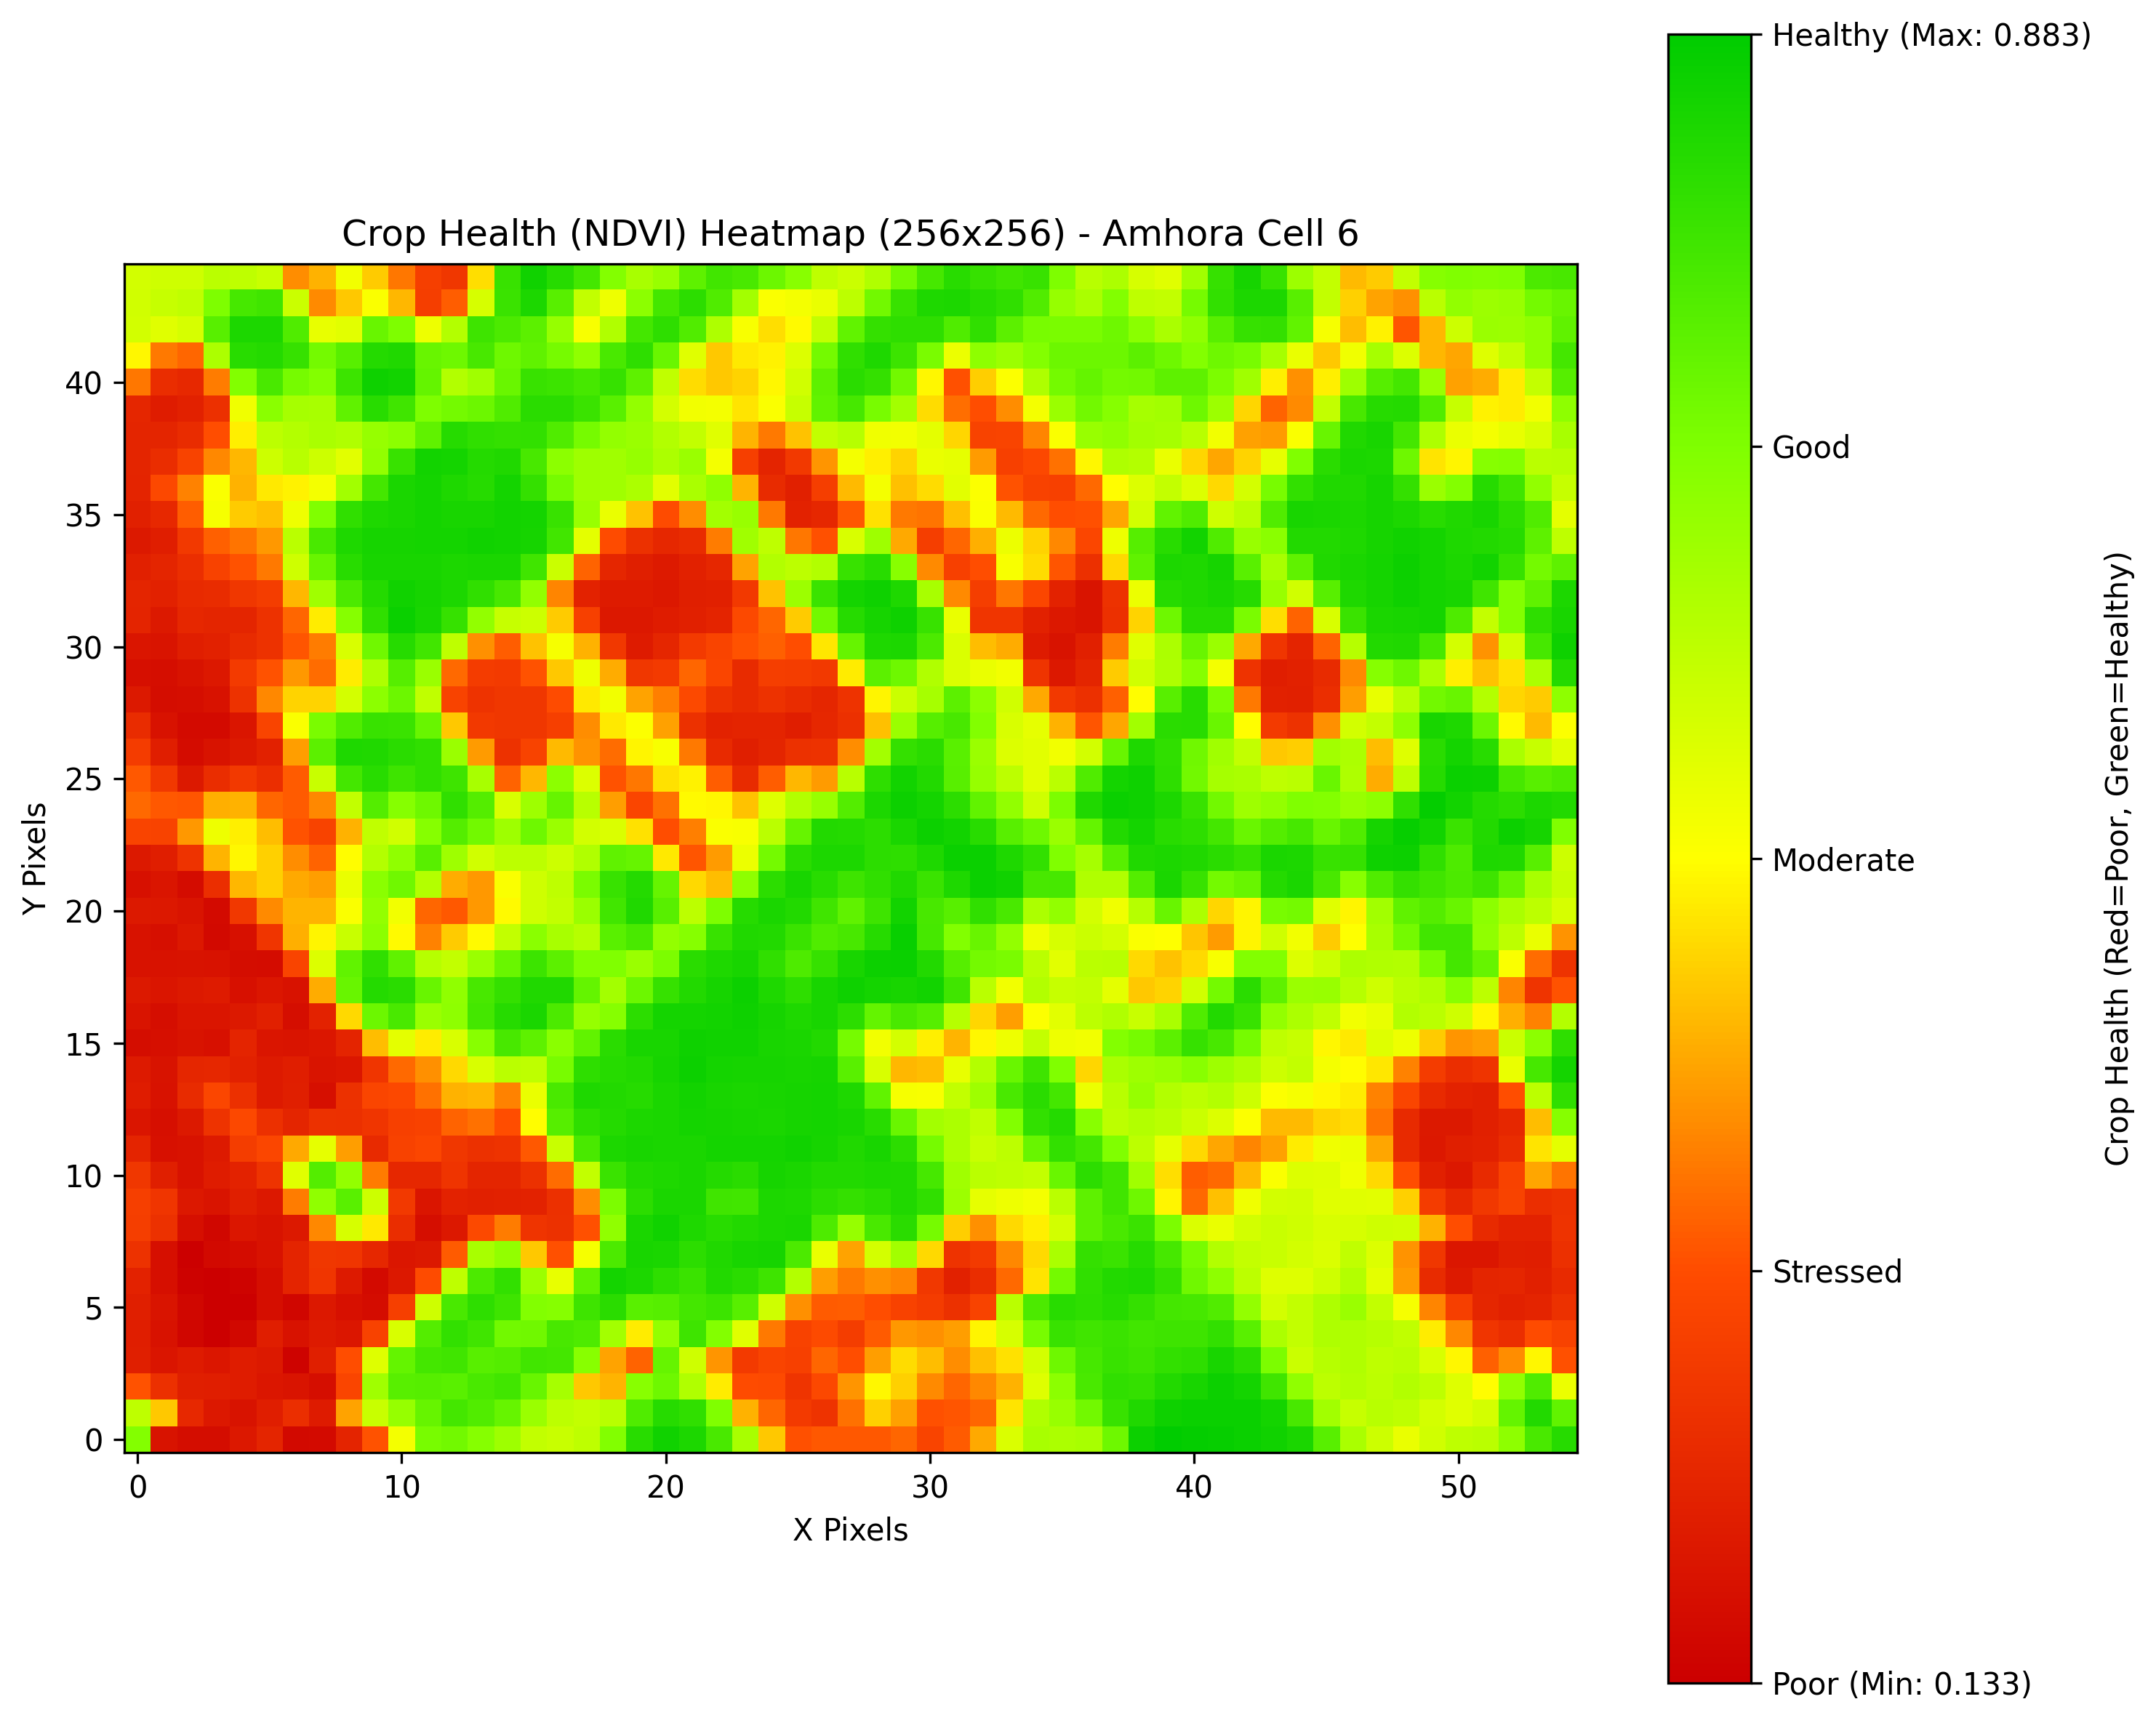 Crop Health (NDVI) Heatmap (256x256) - Amhora Cell 6
Y Pixels
40
35
30
25
20
15
10
5
0
0 10 20 30 40 50
X Pixels
Healthy (Max: 0.883)
Good
Moderate
Stressed
Poor (Min: 0.133)
Crop Health (Red=Poor, Green=Healthy)